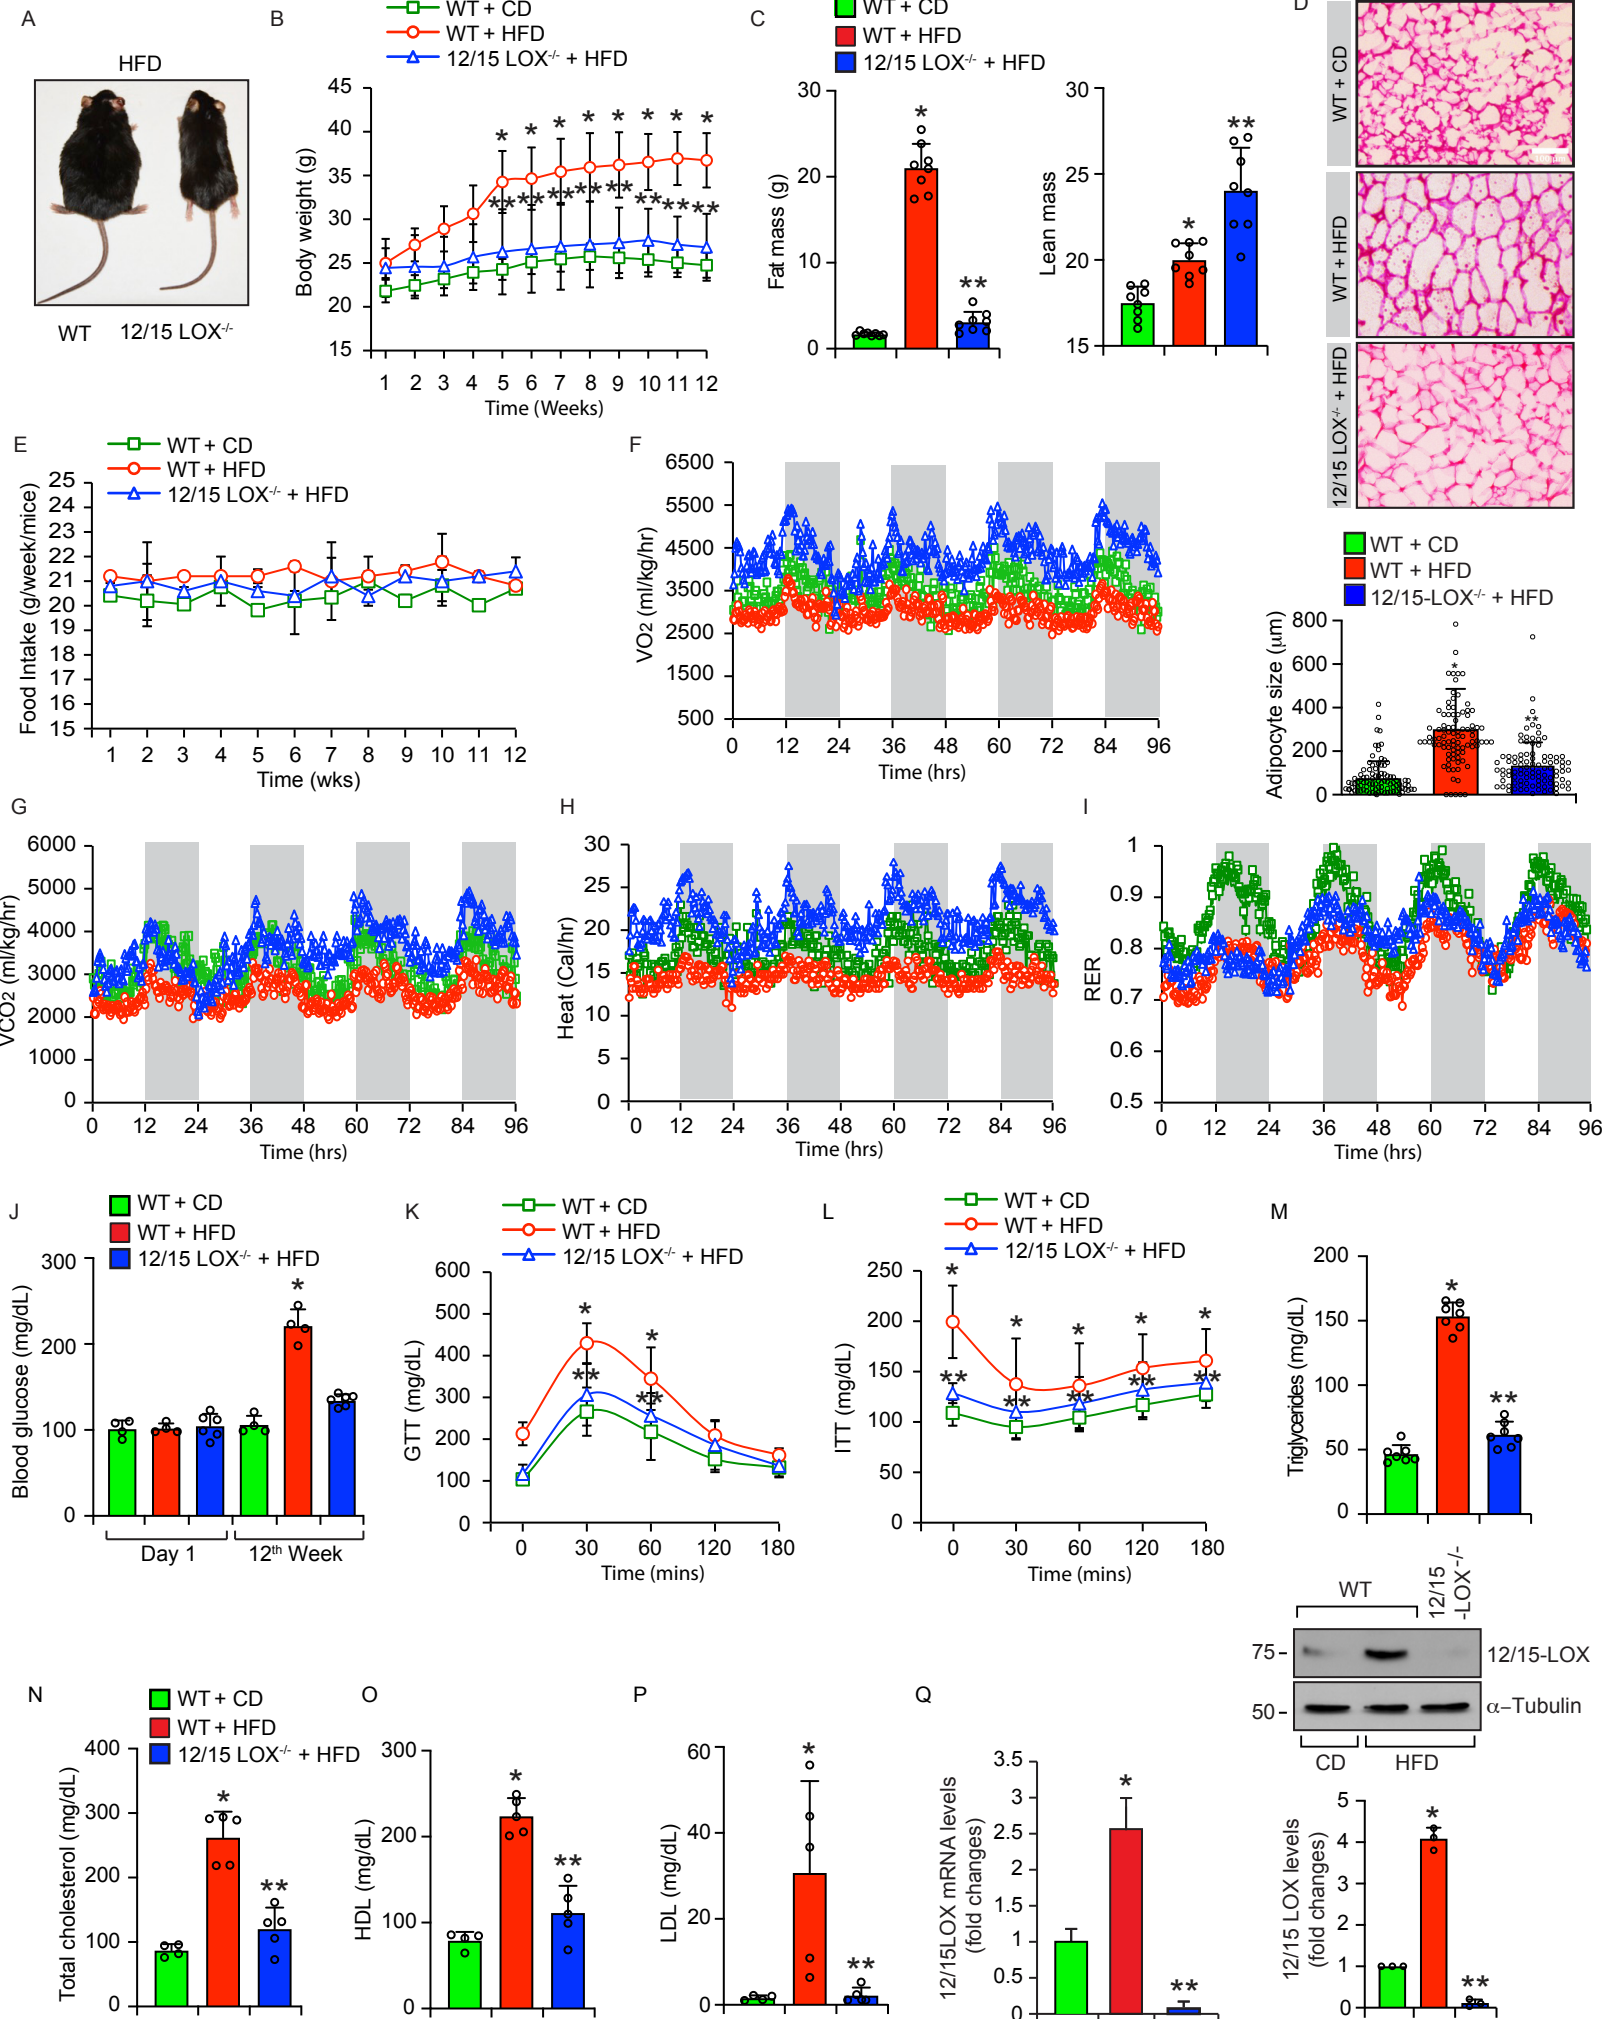 A
HFD
WT
12/15 LOX-/-
B
WT + CD
WT + HFD
12/15 LOX-/- + HFD
Body weight (g)
45
40
35
30
25
20
15
* * * * * * * *
** ** ** ** ** ** ** **
1 2 3 4 5 6 7 8 9 10 11 12
Time (Weeks)
C
WT + CD
WT + HFD
12/15 LOX-/- + HFD
Fat mass (g)
30
20
10
0
*
**
Lean mass
30
25
20
15
*
**
D
WT + CD
WT + HFD
12/15 LOX-/- + HFD
WT + CD
WT + HFD
12/15-LOX-/- + HFD
Adipocyte size (μm)
800
600
400
200
0
*
**
E
WT + CD
WT + HFD
12/15 LOX-/- + HFD
Food Intake (g/week/mice)
25
24
23
22
21
20
19
18
17
16
15
1 2 3 4 5 6 7 8 9 10 11 12
Time (wks)
F
VO2 (ml/kg/hr)
6500
5500
4500
3500
2500
1500
500
0 12 24 36 48 60 72 84 96
Time (hrs)
G
VCO2 (ml/kg/hr)
6000
5000
4000
3000
2000
1000
0
0 12 24 36 48 60 72 84 96
Time (hrs)
H
Heat (Cal/hr)
30
25
20
15
10
5
0
0 12 24 36 48 60 72 84 96
Time (hrs)
I
RER
1
0.9
0.8
0.7
0.6
0.5
0 12 24 36 48 60 72 84 96
Time (hrs)
J
WT + CD
WT + HFD
12/15 LOX-/- + HFD
Blood glucose (mg/dL)
300
200
100
0
*
Day 1
12th Week
K
WT + CD
WT + HFD
12/15 LOX-/- + HFD
GTT (mg/dL)
600
500
400
300
200
100
0
* *
** **
0 30 60 120 180
Time (mins)
L
WT + CD
WT + HFD
12/15 LOX-/- + HFD
ITT (mg/dL)
250
200
150
100
50
0
* * * * *
** ** ** ** **
0 30 60 120 180
Time (mins)
M
Triglycerides (mg/dL)
200
150
100
50
0
*
**
N
WT + CD
WT + HFD
12/15 LOX-/- + HFD
Total cholesterol (mg/dL)
400
300
200
100
0
*
**
O
HDL (mg/dL)
300
200
100
0
*
**
P
LDL (mg/dL)
60
40
20
0
*
**
Q
12/15LOX mRNA levels
(fold changes)
3.5
3
2.5
2
1.5
1
0.5
0
*
**
WT
12/15
-LOX-/-
75
12/15-LOX
50
α−Tubulin
CD
HFD
12/15 LOX levels
(fold changes)
5
4
3
2
1
0
*
**